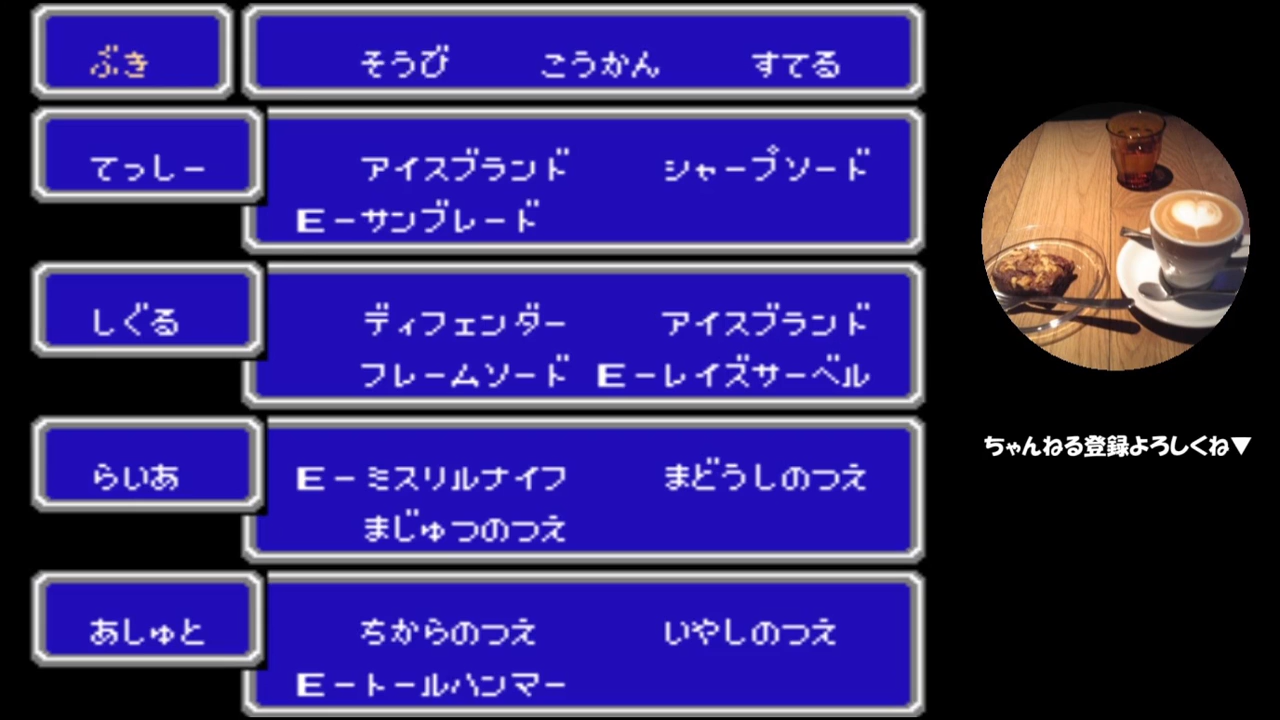 ぶき
そうび こうかん すてる
てっしー
アイスブランド シャープソード
E－サンブレード
しぐる
ディフェンダー アイスブランド
フレームソード E－レイズサーベル
らいあ
E－ミスリルナイフ まどうしのつえ
まじゅつのつえ
あしゅと
ちからのつえ いやしのつえ
E－トールハンマー
ちゃんねる登録よろしくね▼